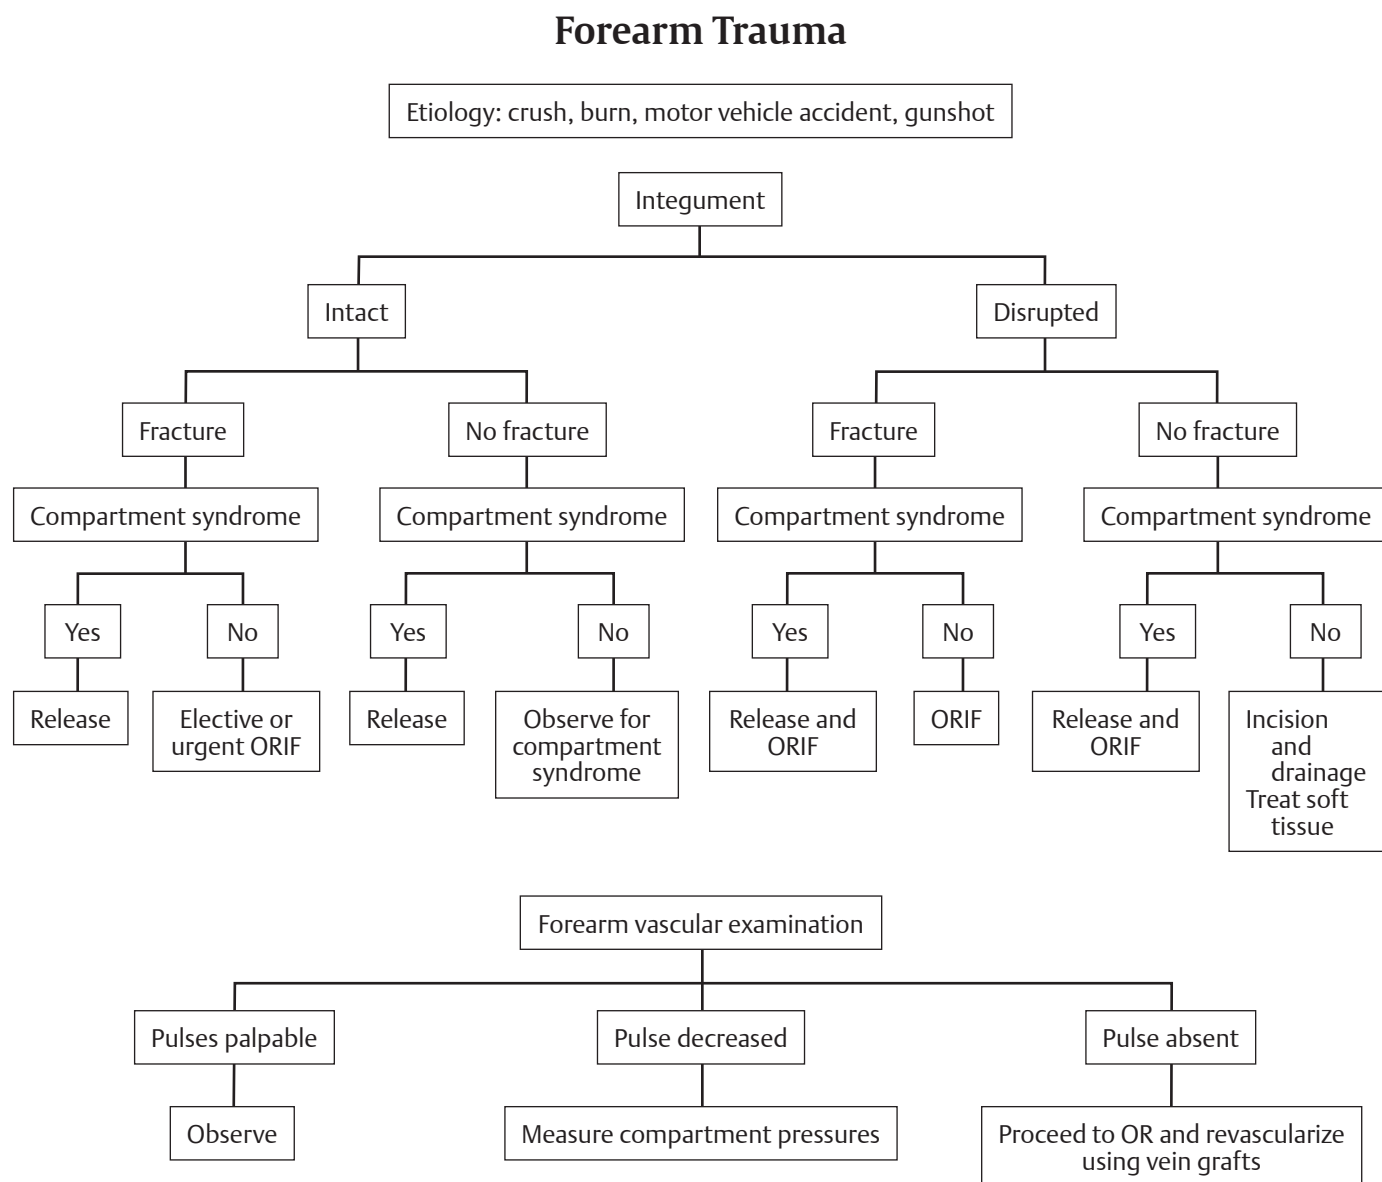 Forearm Trauma
Etiology: crush, burn, motor vehicle accident, gunshot
Integument
Intact
Disrupted
Fracture
No fracture
Fracture
No fracture
Compartment syndrome
Compartment syndrome
Compartment syndrome
Compartment syndrome
Yes
No
Yes
No
Yes
No
Yes
No
Release
Elective or
urgent ORIF
Release
Observe for
compartment
syndrome
Release and
ORIF
ORIF
Release and
ORIF
Incision
and
drainage
Treat soft
tissue
Forearm vascular examination
Pulses palpable
Pulse decreased
Pulse absent
Observe
Measure compartment pressures
Proceed to OR and revascularize
using vein grafts